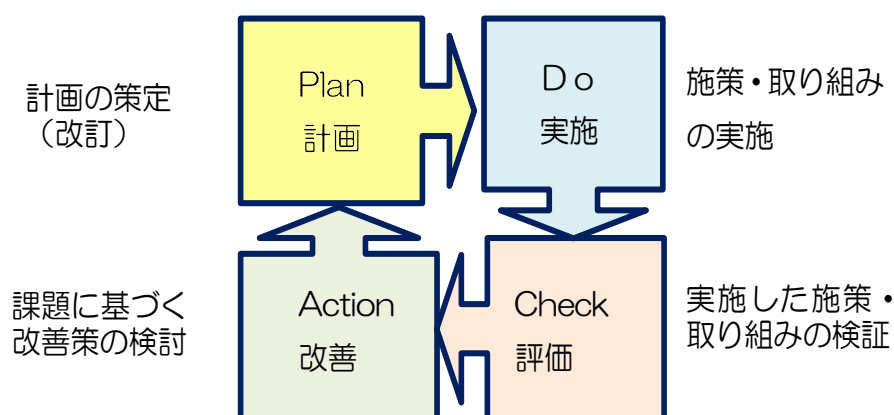 計画の策定
（改訂）
Plan
計画
Do
実施
施策・取り組み
の実施
課題に基づく
改善策の検討
Action
改善
Check
評価
実施した施策・
取り組みの検証